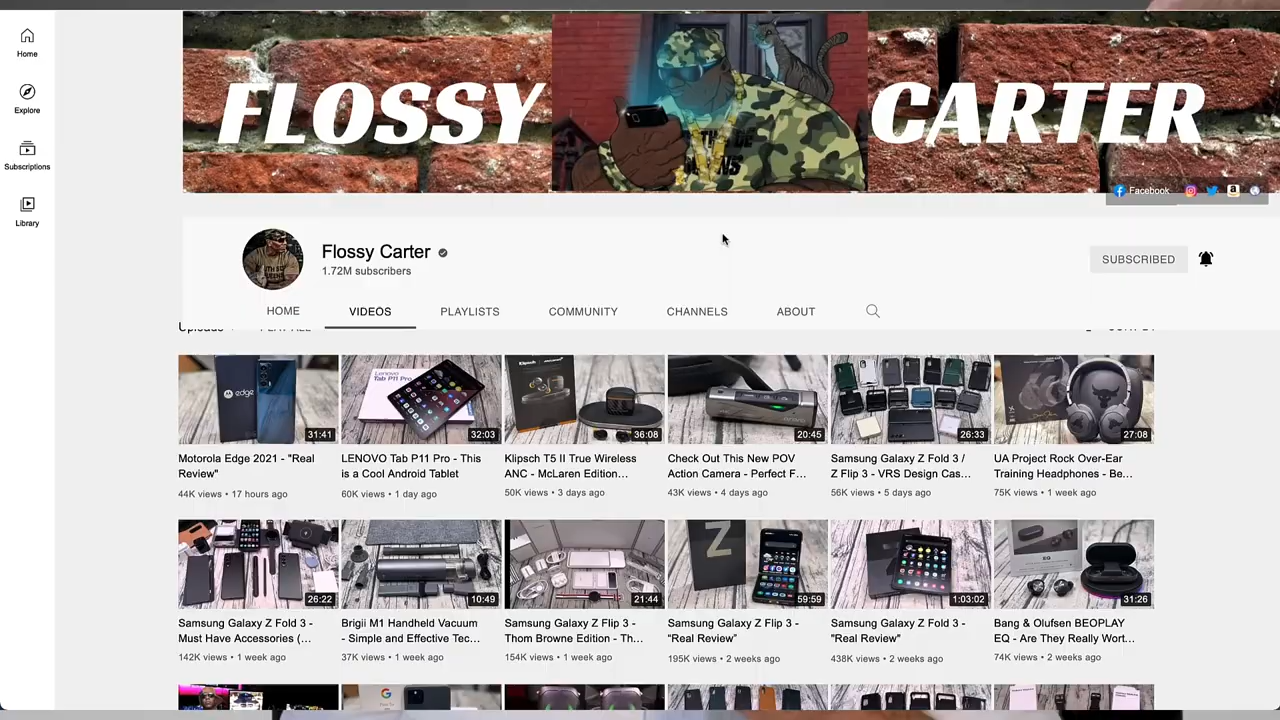 FLOSSY CARTER
Facebook
Home
Explore
Subscriptions
Library
Flossy Carter
1.72M subscribers
SUBSCRIBED
HOME VIDEOS PLAYLISTS COMMUNITY CHANNELS ABOUT
Uploads PLAY ALL SORT BY
31:41 32:03 36:08 20:45 26:33 27:08
Motorola Edge 2021 - "Real
Review"
44K views • 17 hours ago
LENOVO Tab P11 Pro - This
is a Cool Android Tablet
60K views • 1 day ago
Klipsch T5 II True Wireless
ANC - McLaren Edition...
50K views • 3 days ago
Check Out This New POV
Action Camera - Perfect F...
43K views • 4 days ago
Samsung Galaxy Z Fold 3 /
Z Flip 3 - VRS Design Cas...
56K views • 5 days ago
UA Project Rock Over-Ear
Training Headphones - Be...
75K views • 1 week ago
26:22 10:49 21:44 59:59 1:03:02 31:26
Samsung Galaxy Z Fold 3 -
Must Have Accessories (...
142K views • 1 week ago
Brigii M1 Handheld Vacuum
- Simple and Effective Tec...
37K views • 1 week ago
Samsung Galaxy Z Flip 3 -
Thom Browne Edition - Th...
154K views • 1 week ago
Samsung Galaxy Z Flip 3 -
“Real Review”
195K views • 2 weeks ago
Samsung Galaxy Z Fold 3 -
"Real Review"
438K views • 2 weeks ago
Bang & Olufsen BEOPLAY
EQ - Are They Really Wort...
74K views • 2 weeks ago